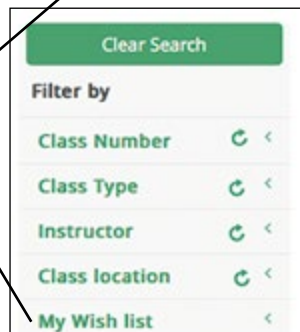 Clear Search
Filter by
Class Number
Class Type
Instructor
Class location
My Wish list